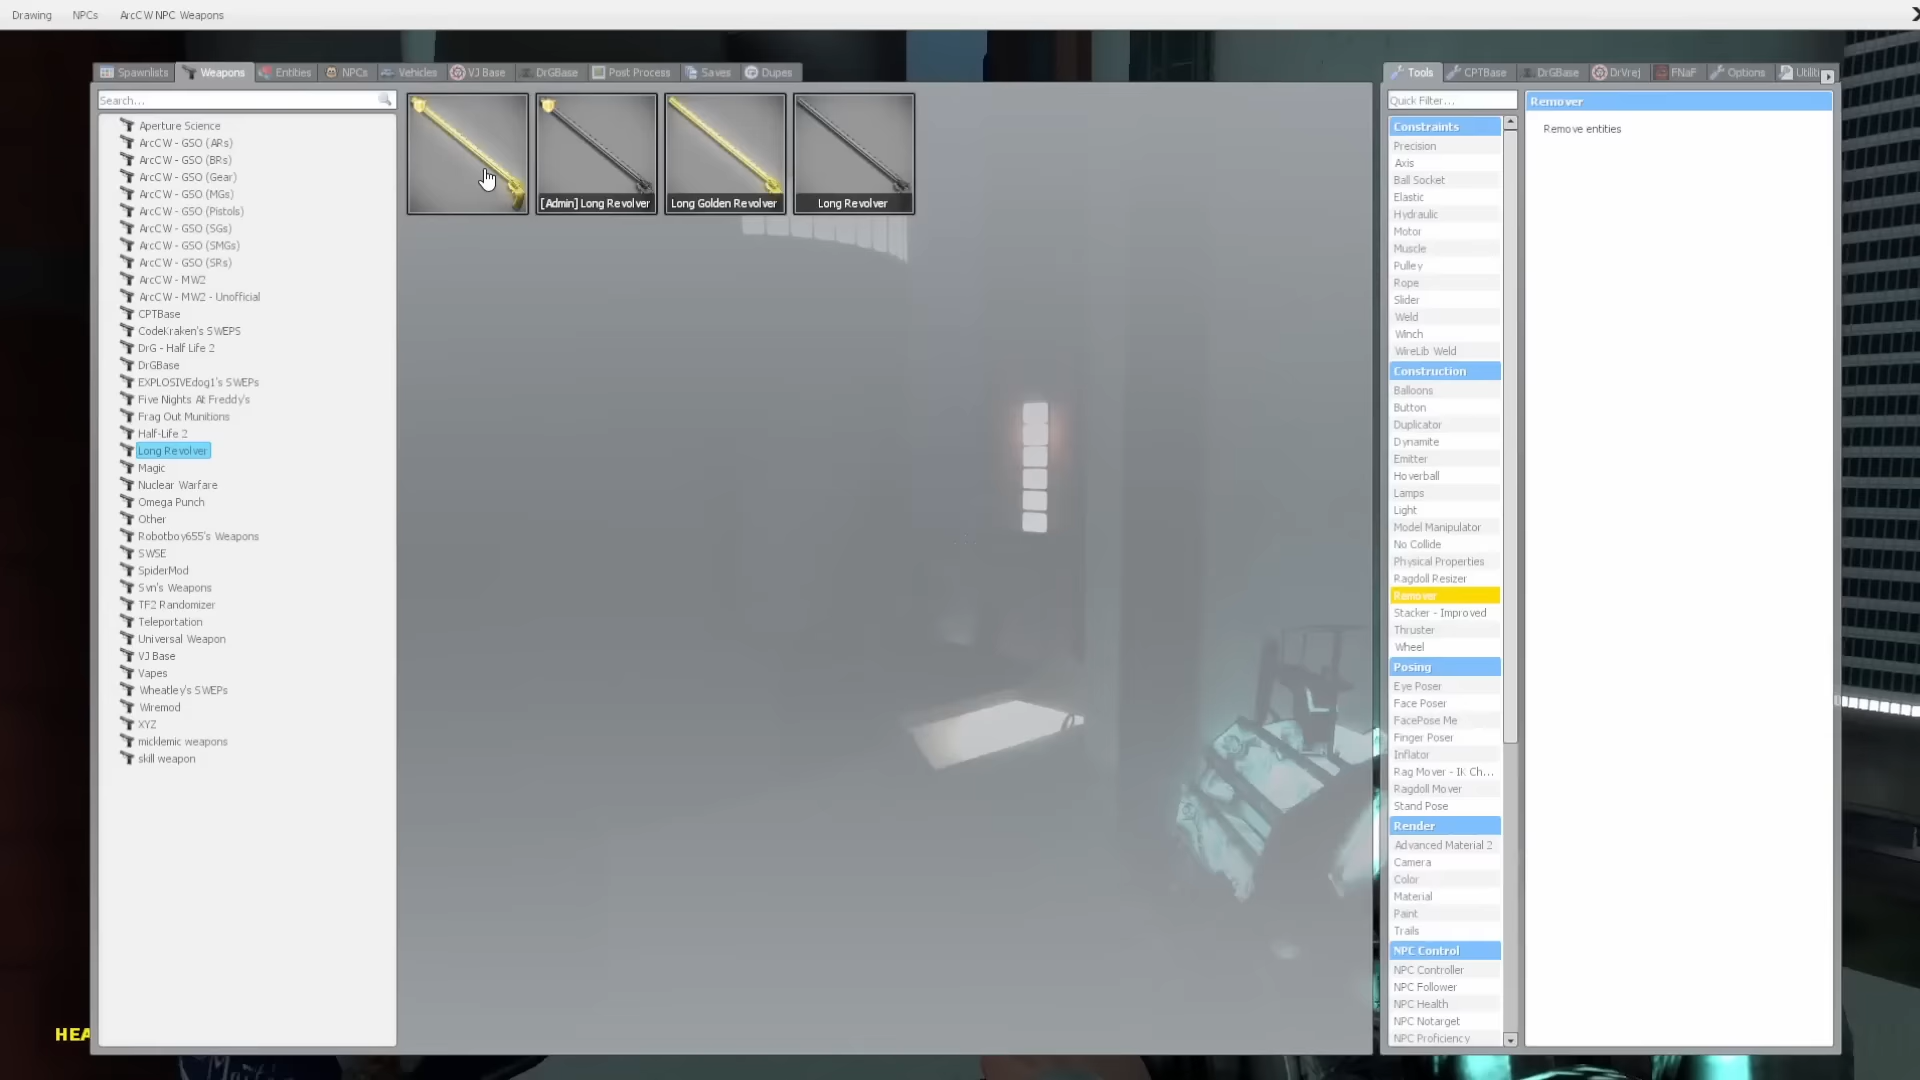 Drawing NPCs ArcCW NPC Weapons
Spawnlists Weapons Entities NPCs Vehicles VJ Base DrGBase Post Process Saves Dupes
Search...
Aperture Science
ArcCW - GSO (ARs)
ArcCW - GSO (BRs)
ArcCW - GSO (Gear)
ArcCW - GSO (MGs)
ArcCW - GSO (Pistols)
ArcCW - GSO (SGs)
ArcCW - GSO (SMGs)
ArcCW - GSO (SRs)
ArcCW - MW2
ArcCW - MW2 - Unofficial
CPTBase
CodeKraken's SWEPS
DrG - Half Life 2
DrGBase
EXPLOSIVEdog1's SWEPs
Five Nights At Freddy's
Frag Out Munitions
Half-Life 2
Long Revolver
Magic
Nuclear Warfare
Omega Punch
Other
Robotboy655's Weapons
SWSE
SpiderMod
Svn's Weapons
TF2 Randomizer
Teleportation
Universal Weapon
VJ Base
Vapes
Wheatley's SWEPs
Wiremod
XYZ
micklemic weapons
skill weapon
[Admin] Long Revolver
Long Golden Revolver
Long Revolver
Tools CPTBase DrGBase DrVrej FNaF Options Utili
Quick Filter...
Constraints
Precision
Axis
Ball Socket
Elastic
Hydraulic
Motor
Muscle
Pulley
Rope
Slider
Weld
Winch
WireLib Weld
Construction
Balloons
Button
Duplicator
Dynamite
Emitter
Hoverball
Lamps
Light
Model Manipulator
No Collide
Physical Properties
Ragdoll Resizer
Remover
Stacker - Improved
Thruster
Wheel
Posing
Eye Poser
Face Poser
FacePose Me
Finger Poser
Inflator
Rag Mover - IK Ch...
Ragdoll Mover
Stand Pose
Render
Advanced Material 2
Camera
Color
Material
Paint
Trails
NPC Control
NPC Controller
NPC Follower
NPC Health
NPC Notarget
NPC Proficiency
Remover
Remove entities
HEA